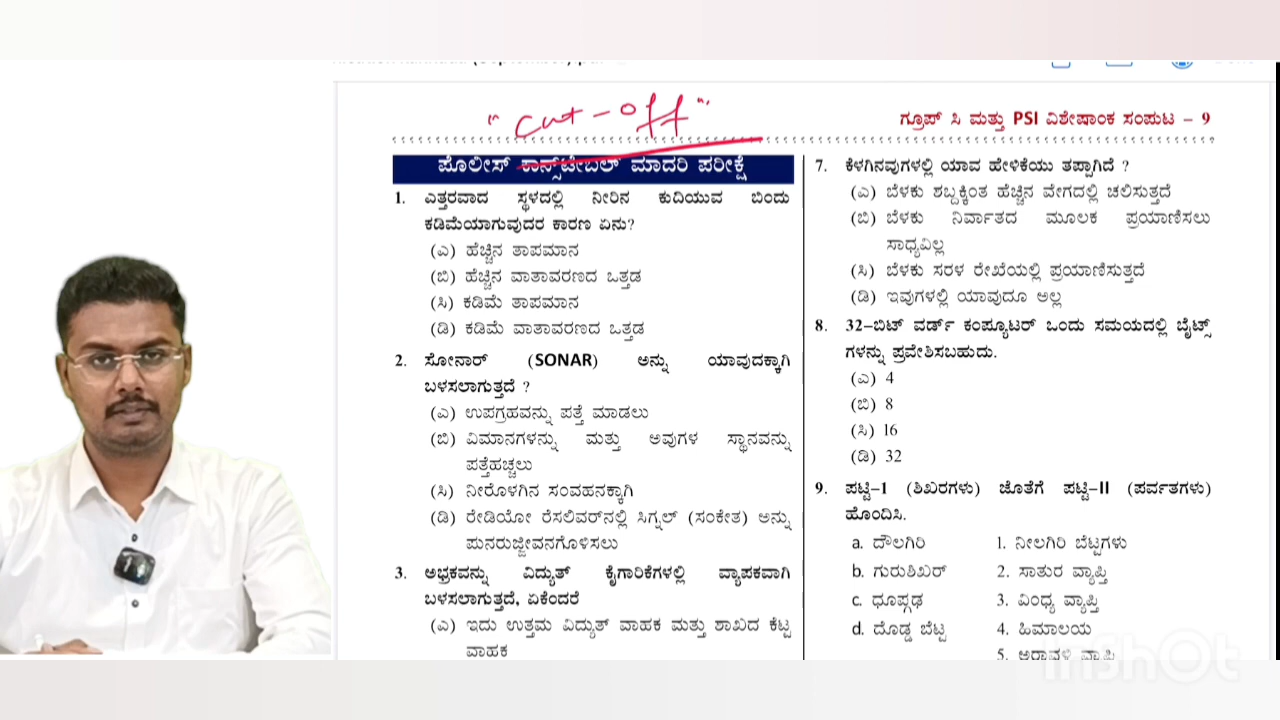 "cut-off"
ಗ್ರೂಪ್ ಸಿ ಮತ್ತು PSI ವಿಶೇಷಾಂಕ ಸಂಪುಟ – 9
ಪೊಲೀಸ್ ಕಾನ್ಸ್‌ಟೇಬಲ್ ಮಾದರಿ ಪರೀಕ್ಷೆ
1. ಎತ್ತರವಾದ ಸ್ಥಳದಲ್ಲಿ ನೀರಿನ ಕುದಿಯುವ ಬಿಂದು
ಕಡಿಮೆಯಾಗುವುದರ ಕಾರಣ ಏನು?
(ಎ) ಹೆಚ್ಚಿನ ತಾಪಮಾನ
(ಬಿ) ಹೆಚ್ಚಿನ ವಾತಾವರಣದ ಒತ್ತಡ
(ಸಿ) ಕಡಿಮೆ ತಾಪಮಾನ
(ಡಿ) ಕಡಿಮೆ ವಾತಾವರಣದ ಒತ್ತಡ
2. ಸೋನಾರ್ (SONAR) ಅನ್ನು ಯಾವುದಕ್ಕಾಗಿ
ಬಳಸಲಾಗುತ್ತದೆ ?
(ಎ) ಉಪಗ್ರಹವನ್ನು ಪತ್ತೆ ಮಾಡಲು
(ಬಿ) ವಿಮಾನಗಳನ್ನು ಮತ್ತು ಅವುಗಳ ಸ್ಥಾನವನ್ನು
ಪತ್ತೆಹಚ್ಚಲು
(ಸಿ) ನೀರೊಳಗಿನ ಸಂವಹನಕ್ಕಾಗಿ
(ಡಿ) ರೇಡಿಯೋ ರೆಸಲಿವರ್‌ನಲ್ಲಿ ಸಿಗ್ನಲ್ (ಸಂಕೇತ) ಅನ್ನು
ಪುನರುಜ್ಜೀವನಗೊಳಿಸಲು
3. ಅಭ್ರಕವನ್ನು ವಿದ್ಯುತ್ ಕೈಗಾರಿಕೆಗಳಲ್ಲಿ ವ್ಯಾಪಕವಾಗಿ
ಬಳಸಲಾಗುತ್ತದೆ, ಏಕೆಂದರೆ
(ಎ) ಇದು ಉತ್ತಮ ವಿದ್ಯುತ್ ವಾಹಕ ಮತ್ತು ಶಾಖದ ಕೆಟ್ಟ
ವಾಹಕ
7. ಕೆಳಗಿನವುಗಳಲ್ಲಿ ಯಾವ ಹೇಳಿಕೆಯು ತಪ್ಪಾಗಿದೆ ?
(ಎ) ಬೆಳಕು ಶಬ್ದಕ್ಕಿಂತ ಹೆಚ್ಚಿನ ವೇಗದಲ್ಲಿ ಚಲಿಸುತ್ತದೆ
(ಬಿ) ಬೆಳಕು ನಿರ್ವಾತದ ಮೂಲಕ ಪ್ರಯಾಣಿಸಲು
ಸಾಧ್ಯವಿಲ್ಲ
(ಸಿ) ಬೆಳಕು ಸರಳ ರೇಖೆಯಲ್ಲಿ ಪ್ರಯಾಣಿಸುತ್ತದೆ
(ಡಿ) ಇವುಗಳಲ್ಲಿ ಯಾವುದೂ ಅಲ್ಲ
8. 32–ಬಿಟ್ ವರ್ಡ್ ಕಂಪ್ಯೂಟರ್ ಒಂದು ಸಮಯದಲ್ಲಿ ಬೈಟ್ಸ್
ಗಳನ್ನು ಪ್ರವೇಶಿಸಬಹುದು.
(ಎ) 4
(ಬಿ) 8
(ಸಿ) 16
(ಡಿ) 32
9. ಪಟ್ಟಿ–1 (ಶಿಖರಗಳು) ಜೊತೆಗೆ ಪಟ್ಟಿ–II (ಪರ್ವತಗಳು)
ಹೊಂದಿಸಿ.
a. ದೌಲಗಿರಿ 1. ನೀಲಗಿರಿ ಬೆಟ್ಟಗಳು
b. ಗುರುಶಿಖರ್ 2. ಸಾತುರ ವ್ಯಾಪ್ತಿ
c. ಧೂಪ್ಗಢ 3. ವಿಂಧ್ಯ ವ್ಯಾಪ್ತಿ
d. ದೊಡ್ಡ ಬೆಟ್ಟ 4. ಹಿಮಾಲಯ
5. ಅರಾವಳಿ ವ್ಯಾಪ್ತಿ
InShot